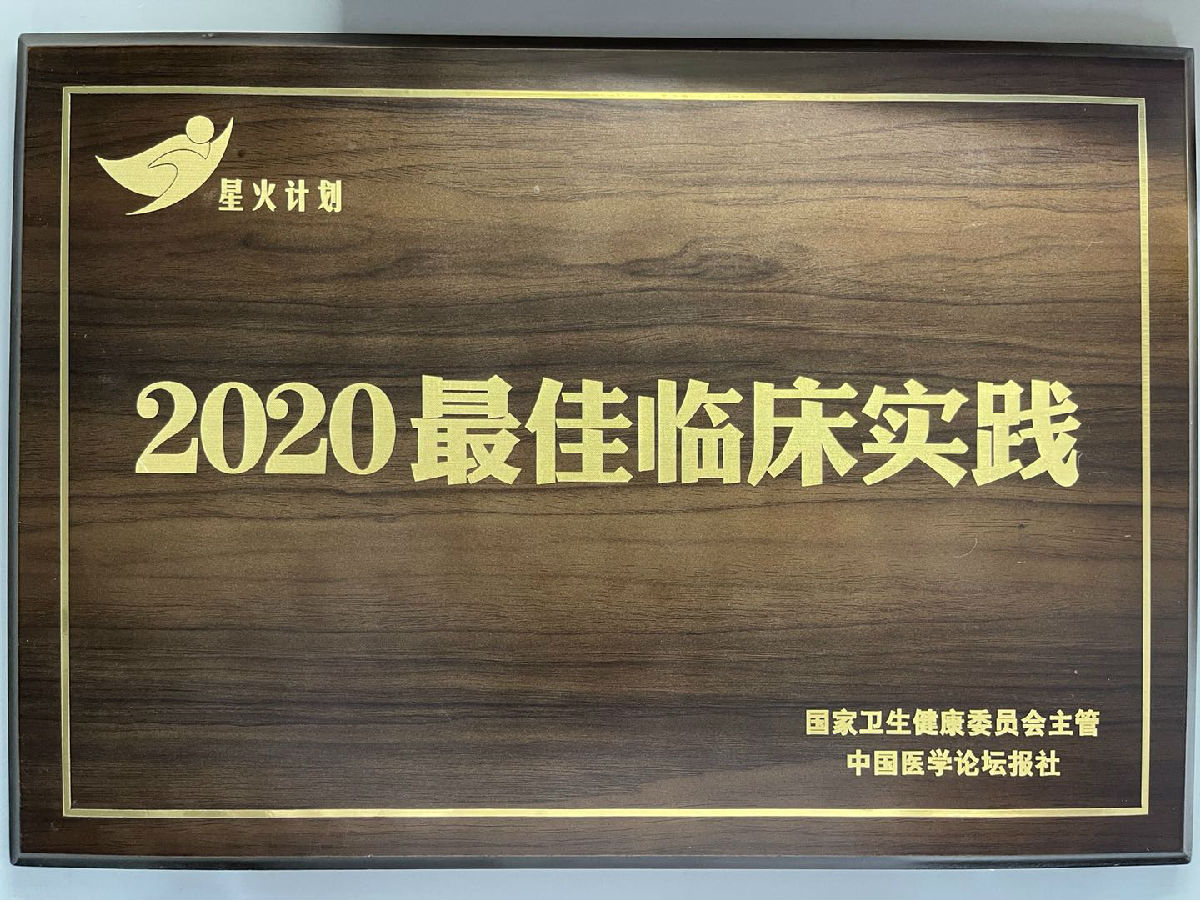 星火计划
2020最佳临床实践
国家卫生健康委员会主管
中国医学论坛报社